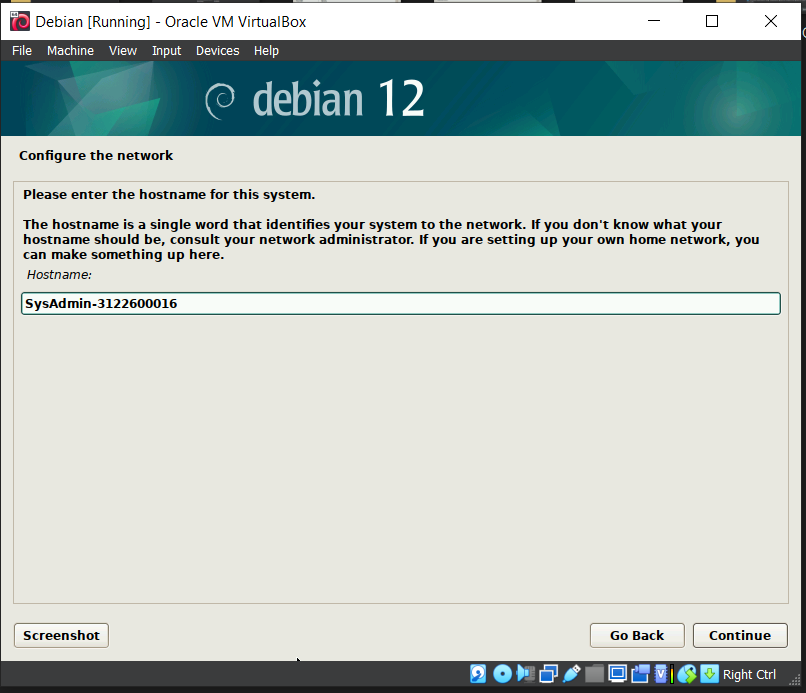 Debian [Running] - Oracle VM VirtualBox
File Machine View Input Devices Help
debian 12
Configure the network
Please enter the hostname for this system.
The hostname is a single word that identifies your system to the network. If you don't know what your
hostname should be, consult your network administrator. If you are setting up your own home network, you
can make something up here.
Hostname:
SysAdmin-3122600016
Screenshot
Go Back
Continue
Right Ctrl